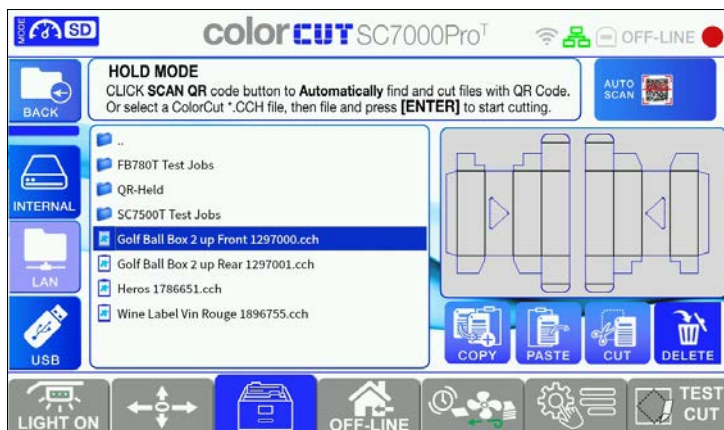 MODE
SD
colorCUT SC7000Pro T
OFF-LINE
BACK
HOLD MODE
CLICK SCAN QR code button to Automatically find and cut files with QR Code.
Or select a ColorCut *.CCH file, then file and press [ENTER] to start cutting.
AUTO
SCAN
INTERNAL
LAN
USB
..
FB780T Test Jobs
QR-Held
SC7500T Test Jobs
Golf Ball Box 2 up Front 1297000.cch
Golf Ball Box 2 up Rear 1297001.cch
Heros 1786651.cch
Wine Label Vin Rouge 1896755.cch
COPY
PASTE
CUT
DELETE
LIGHT ON
OFF-LINE
TEST
CUT